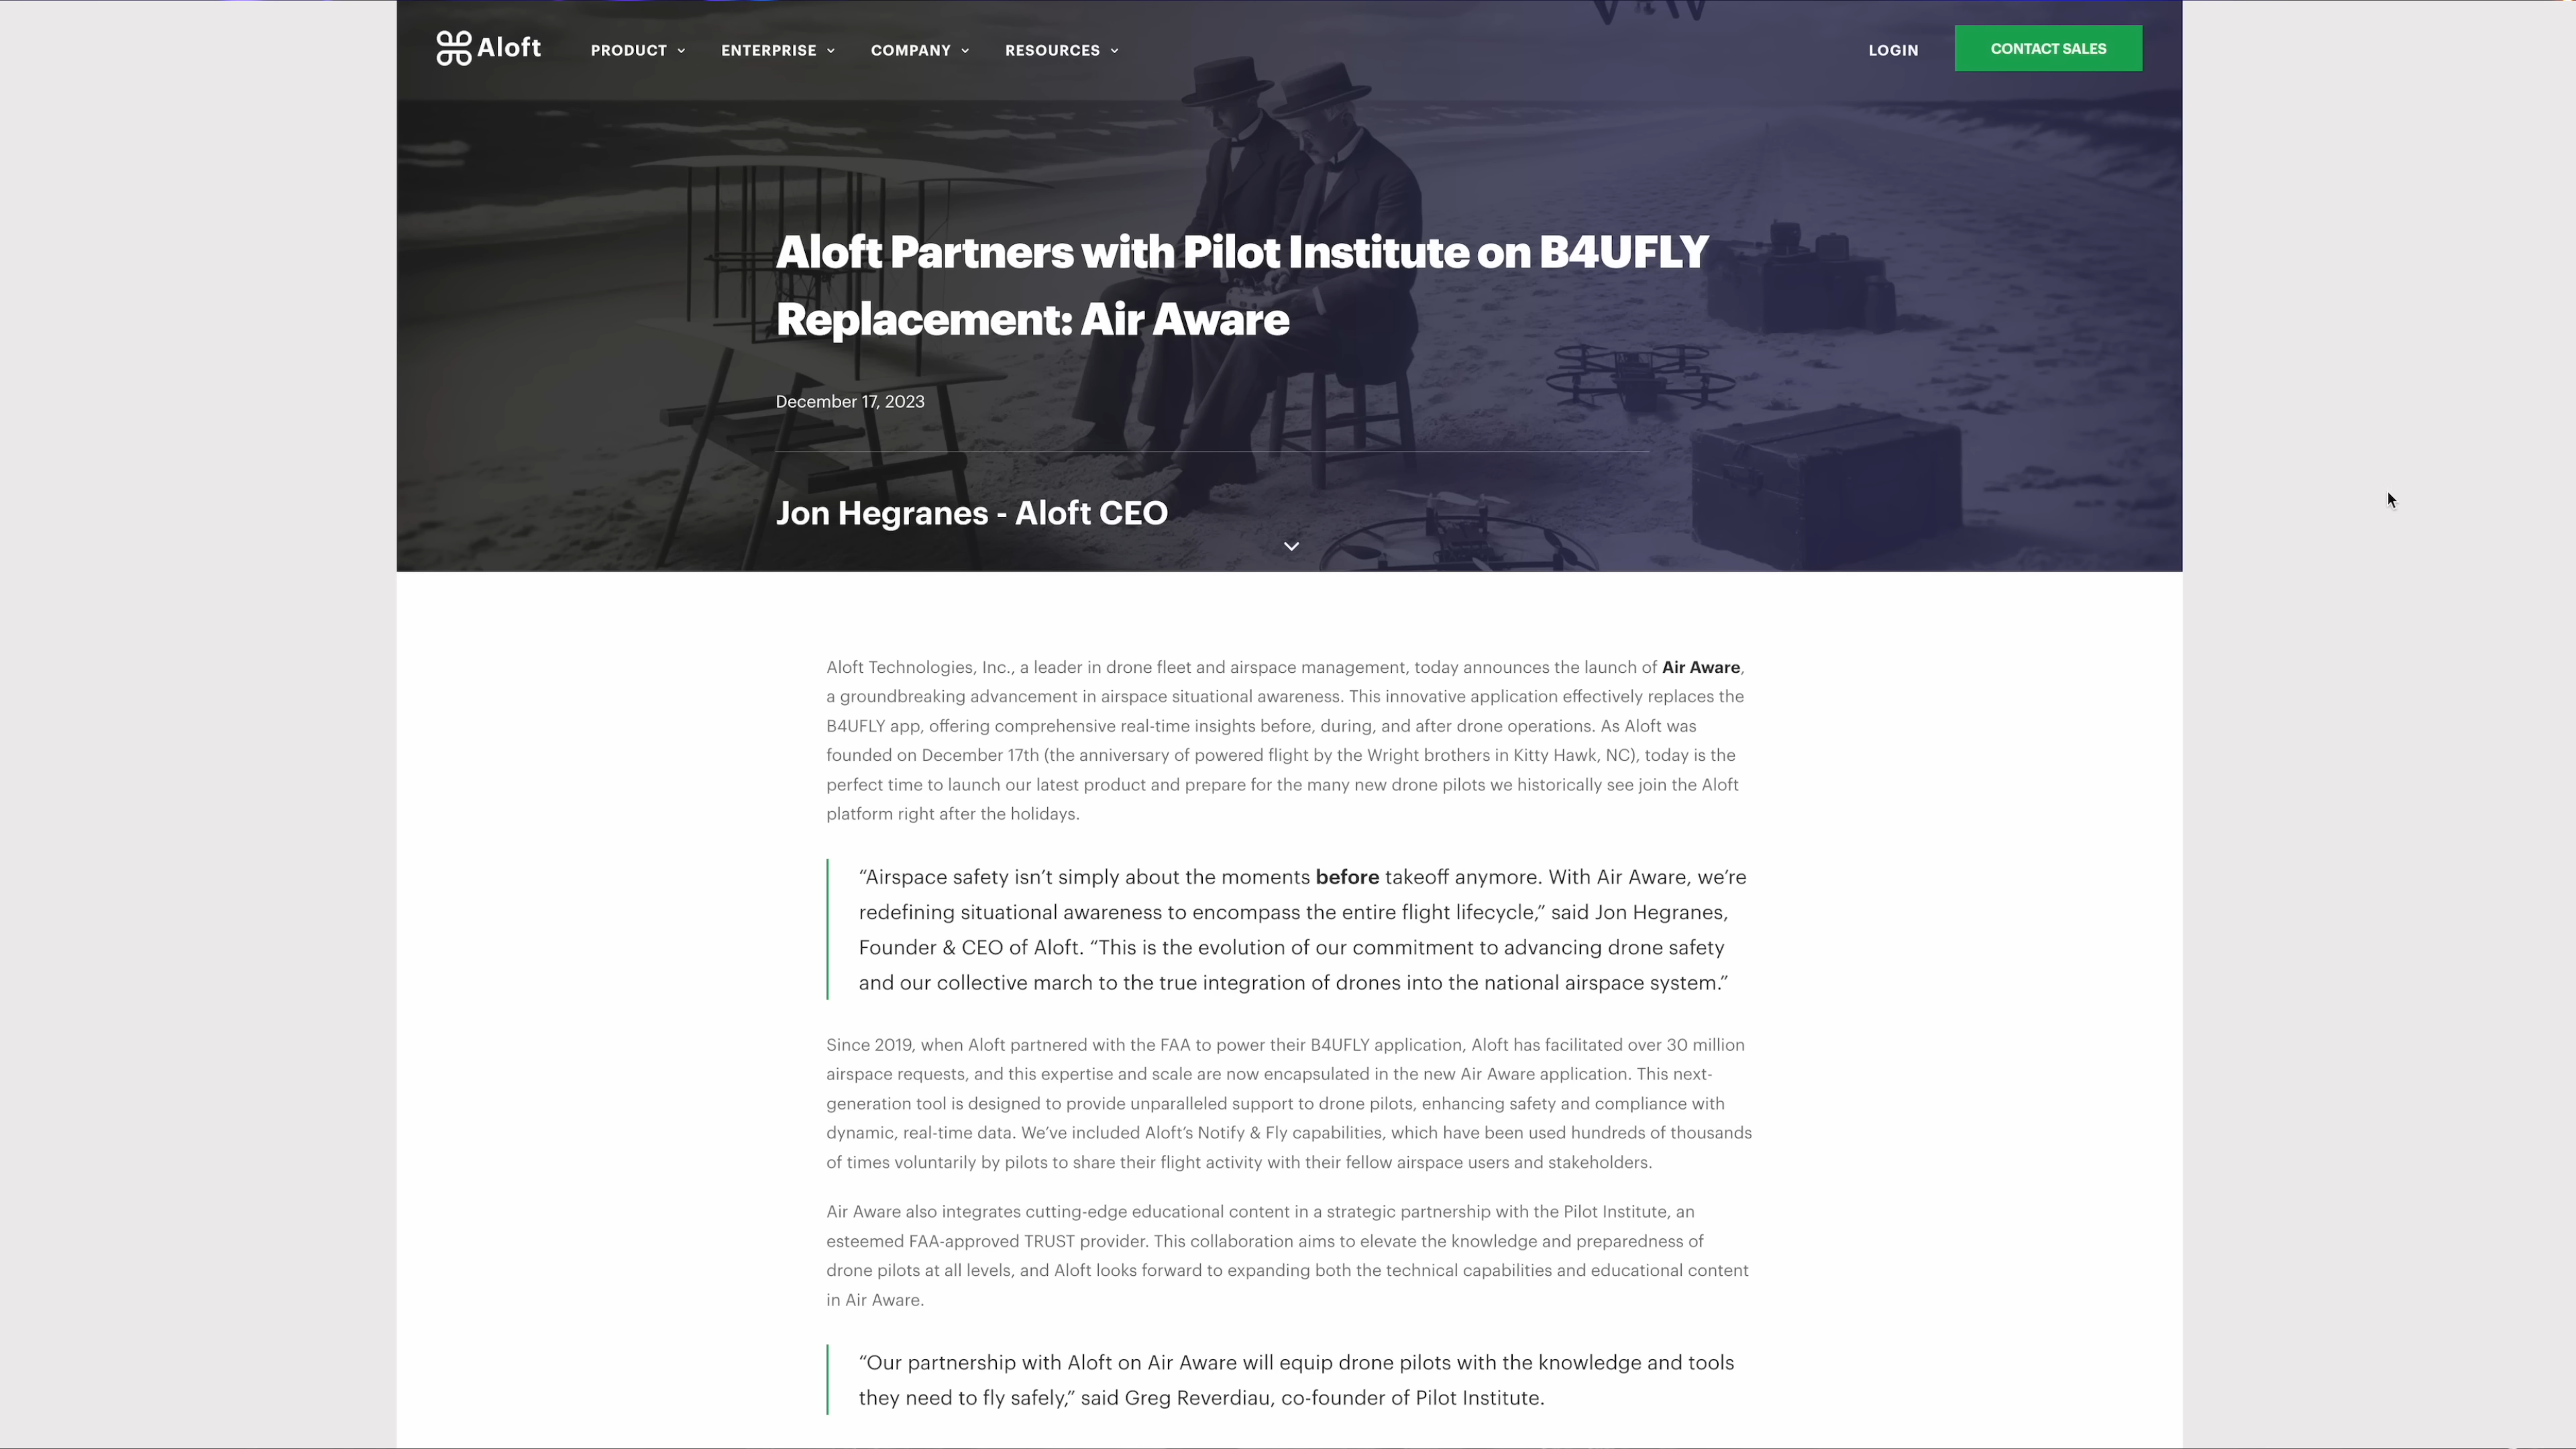 Aloft
PRODUCT
ENTERPRISE
COMPANY
RESOURCES
LOGIN
CONTACT SALES
Aloft Partners with Pilot Institute on B4UFLY
Replacement: Air Aware
December 17, 2023
Jon Hegranes - Aloft CEO
Aloft Technologies, Inc., a leader in drone fleet and airspace management, today announces the launch of Air Aware,
a groundbreaking advancement in airspace situational awareness. This innovative application effectively replaces the
B4UFLY app, offering comprehensive real-time insights before, during, and after drone operations. As Aloft was
founded on December 17th (the anniversary of powered flight by the Wright brothers in Kitty Hawk, NC), today is the
perfect time to launch our latest product and prepare for the many new drone pilots we historically see join the Aloft
platform right after the holidays.
“Airspace safety isn’t simply about the moments before takeoff anymore. With Air Aware, we’re
redefining situational awareness to encompass the entire flight lifecycle,” said Jon Hegranes,
Founder & CEO of Aloft. “This is the evolution of our commitment to advancing drone safety
and our collective march to the true integration of drones into the national airspace system.”
Since 2019, when Aloft partnered with the FAA to power their B4UFLY application, Aloft has facilitated over 30 million
airspace requests, and this expertise and scale are now encapsulated in the new Air Aware application. This next-
generation tool is designed to provide unparalleled support to drone pilots, enhancing safety and compliance with
dynamic, real-time data. We’ve included Aloft’s Notify & Fly capabilities, which have been used hundreds of thousands
of times voluntarily by pilots to share their flight activity with their fellow airspace users and stakeholders.
Air Aware also integrates cutting-edge educational content in a strategic partnership with the Pilot Institute, an
esteemed FAA-approved TRUST provider. This collaboration aims to elevate the knowledge and preparedness of
drone pilots at all levels, and Aloft looks forward to expanding both the technical capabilities and educational content
in Air Aware.
“Our partnership with Aloft on Air Aware will equip drone pilots with the knowledge and tools
they need to fly safely,” said Greg Reverdiau, co-founder of Pilot Institute.